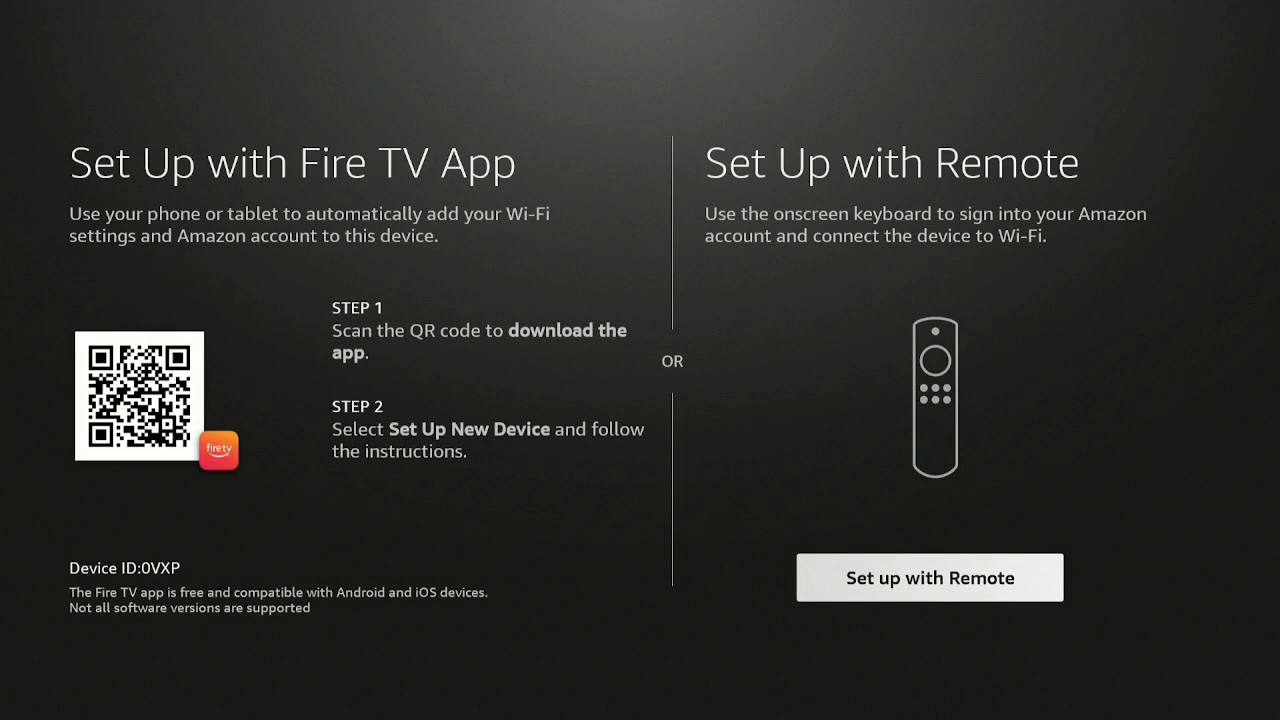 Set Up with Fire TV App
Use your phone or tablet to automatically add your Wi-Fi
settings and Amazon account to this device.
STEP 1
Scan the QR code to download the
app.
STEP 2
Select Set Up New Device and follow
the instructions.
fire tv
Device ID:0VXP
The Fire TV app is free and compatible with Android and iOS devices.
Not all software versions are supported
OR
Set Up with Remote
Use the onscreen keyboard to sign into your Amazon
account and connect the device to Wi-Fi.
Set up with Remote